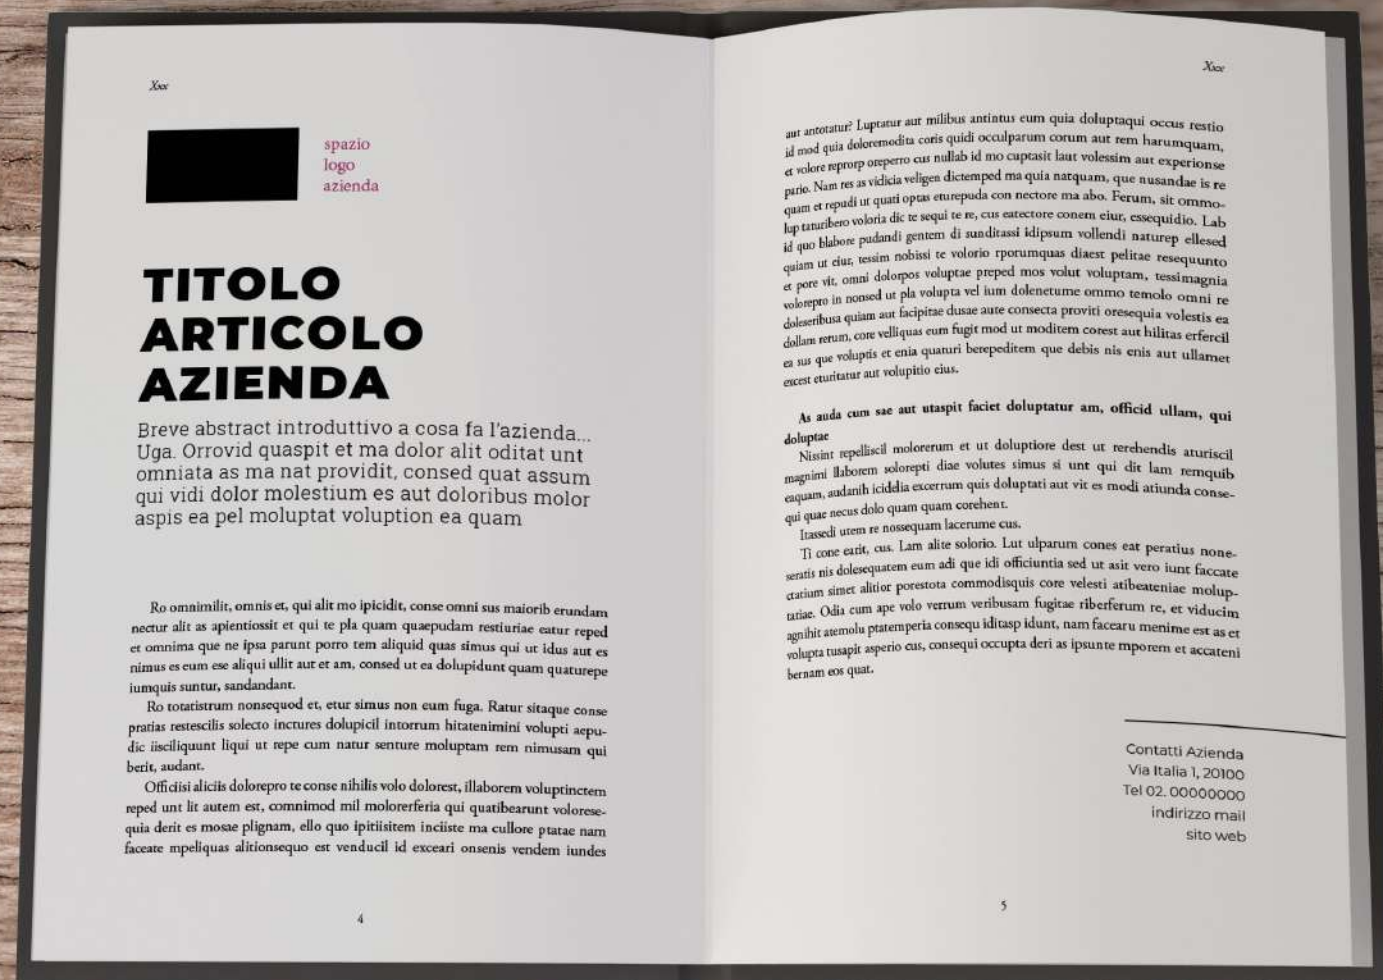 Xxx
spazio
logo
azienda
TITOLO
ARTICOLO
AZIENDA
Breve abstract introduttivo a cosa fa l'azienda...
Uga. Orrovid quaspit et ma dolor alit oditat unt
omniata as ma nat providit, consed quat assum
qui vidi dolor molestium es aut doloribus molor
aspis ea pel moluptat voluption ea quam
Ro omnimilit, omnis et, qui alit mo ipicidit, conse omni sus maiorib erundam
nectur alit as apientiossit et qui te pla quam quaepudam restiuriae eatur reped
et omnima que ne ipsa parunt porro tem aliquid quas simus qui ut idus aut es
nimus es eum ese aliqui ullit aut et am, consed ut ea dolupidunt quam quaturepe
iumquis suntur, sandandant.
Ro totatistrum nonsequod et, etur simus non eum fuga. Ratur sitaque conse
pratias restescilis solecto inctures dolupicil intorrum hitatenimini volupti aepu-
dic iisciliquunt liqui ut repe cum natur senture moluptam rem nimusam qui
berit, audant.
Officiisi aliciis dolorepro te conse nihilis volo dolorest, illaborem voluptinctem
reped unt lit autem est, comnimod mil molorerferia qui quatibearunt volorese-
quia derit es mosae plignam, ello quo ipitiisitem inciiste ma cullore ptatae nam
faceate mpeliquas alitionsequo est venducil id exceari onsenis vendem iundes
4
Xxx
aut antotatur? Luptatur aut milibus antintus eum quia doluptaqui occus restio
id mod quia doloremodita coris quidi occulparum corum aut rem harumquam,
et volore reprorp oreperro cus nullab id mo cuptasit laut volessim aut experionse
pario. Nam res as vidicia veligen dictemped ma quia natquam, que nusandae is re
quam et repudi ut quati optas eturepuda con nectore ma abo. Ferum, sit ommo-
lup taturibero voloria dic te sequi te re, cus eatectore conem eiur, essequidio. Lab
id quo blabore pudandi gentem di sunditassi idipsum vollendi naturep ellesed
quiam ut eiur, tessim nobissi te volorio rporumquas diaest pelitae resequunto
et pore vit, omni dolorpos voluptae preped mos volut voluptam, tessimagnia
volorepro in nonsed ut pla volupta vel ium dolenetume ommo temolo omni re
doleseribusa quiam aut facipitae dusae aute consecta proviti oresequia volestis ea
dollam rerum, core velliquas eum fugit mod ut moditem corest aut hilitas erfercil
ea sus que voluptis et enia quaturi berepeditem que debis nis enis aut ullamet
excest eturitatur aut volupitio eius.
As auda cum sae aut utaspit faciet doluptatur am, officid ullam, qui
doluptae
Nissint repelliscil molorerum et ut doluptiore dest ut rerehendis aturiscil
magnimi llaborem solorepti diae volutes simus si unt qui dit lam remquib
eaquam, audanih icidelia excerrum quis doluptati aut vit es modi atiunda conse-
qui quae necus dolo quam quam corehent.
Itassedi utem re nossequam lacerume cus.
Ti cone earit, cus. Lam alite solorio. Lut ulparum cones eat peratius none-
seratis nis dolesequatem eum adi que idi officiuntia sed ut asit vero iunt faccate
ctatium simet alitior porestota commodisquis core velesti atibeateniae molup-
tatiae. Odia cum ape volo verrum veribusam fugitae riberferum re, et viducim
agnihit atemolu ptatemperia consequ iditasp idunt, nam facearu menime est as et
volupta tusapit asperio cus, consequi occupta deri as ipsunte mporem et accateni
bernam eos quat.
Contatti Azienda
Via Italia 1, 20100
Tel 02. 00000000
indirizzo mail
sito web
5